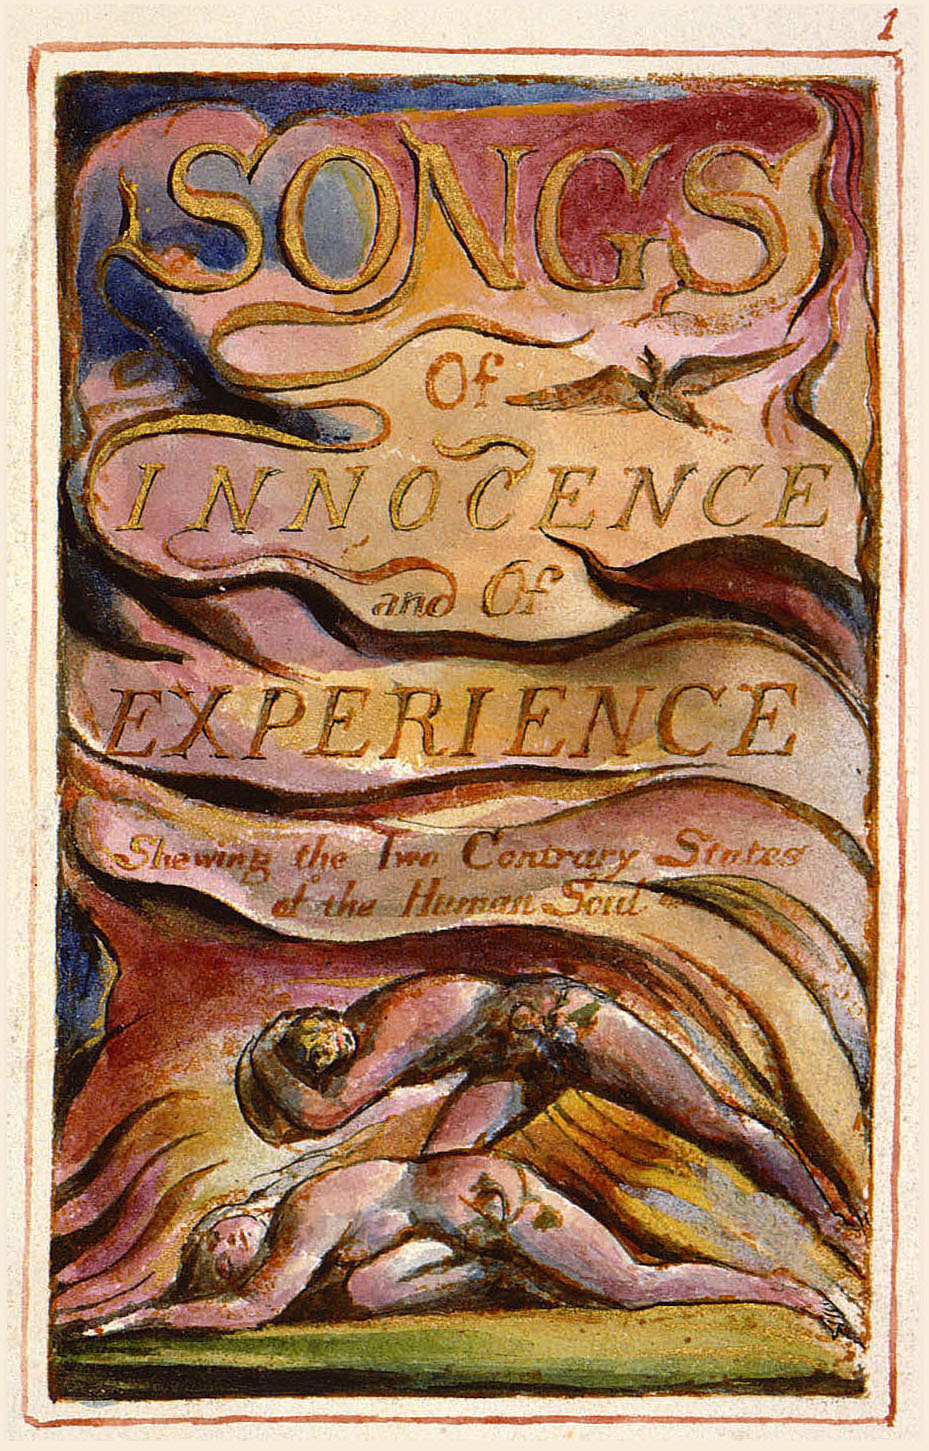 1
SONGS
Of
INNOCENCE
and Of
EXPERIENCE
Shewing the Two Contrary States
of the Human Soul